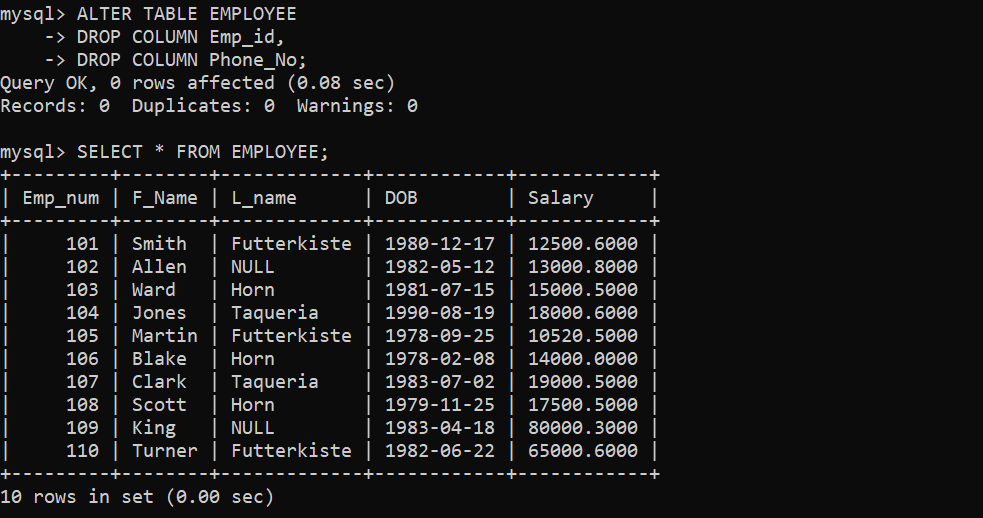 mysql> ALTER TABLE EMPLOYEE
    -> DROP COLUMN Emp_id,
    -> DROP COLUMN Phone_No;
Query OK, 0 rows affected (0.08 sec)
Records: 0  Duplicates: 0  Warnings: 0

mysql> SELECT * FROM EMPLOYEE;
+---------+--------+-------------+------------+------------+
| Emp_num | F_Name | L_name      | DOB        | Salary     |
+---------+--------+-------------+------------+------------+
|     101 | Smith  | Futterkiste | 1980-12-17 | 12500.6000 |
|     102 | Allen  | NULL        | 1982-05-12 | 13000.8000 |
|     103 | Ward   | Horn        | 1981-07-15 | 15000.5000 |
|     104 | Jones  | Taqueria    | 1990-08-19 | 18000.6000 |
|     105 | Martin | Futterkiste | 1978-09-25 | 10520.5000 |
|     106 | Blake  | Horn        | 1978-02-08 | 14000.0000 |
|     107 | Clark  | Taqueria    | 1983-07-02 | 19000.5000 |
|     108 | Scott  | Horn        | 1979-11-25 | 17500.5000 |
|     109 | King   | NULL        | 1983-04-18 | 80000.3000 |
|     110 | Turner | Futterkiste | 1982-06-22 | 65000.6000 |
+---------+--------+-------------+------------+------------+
10 rows in set (0.00 sec)